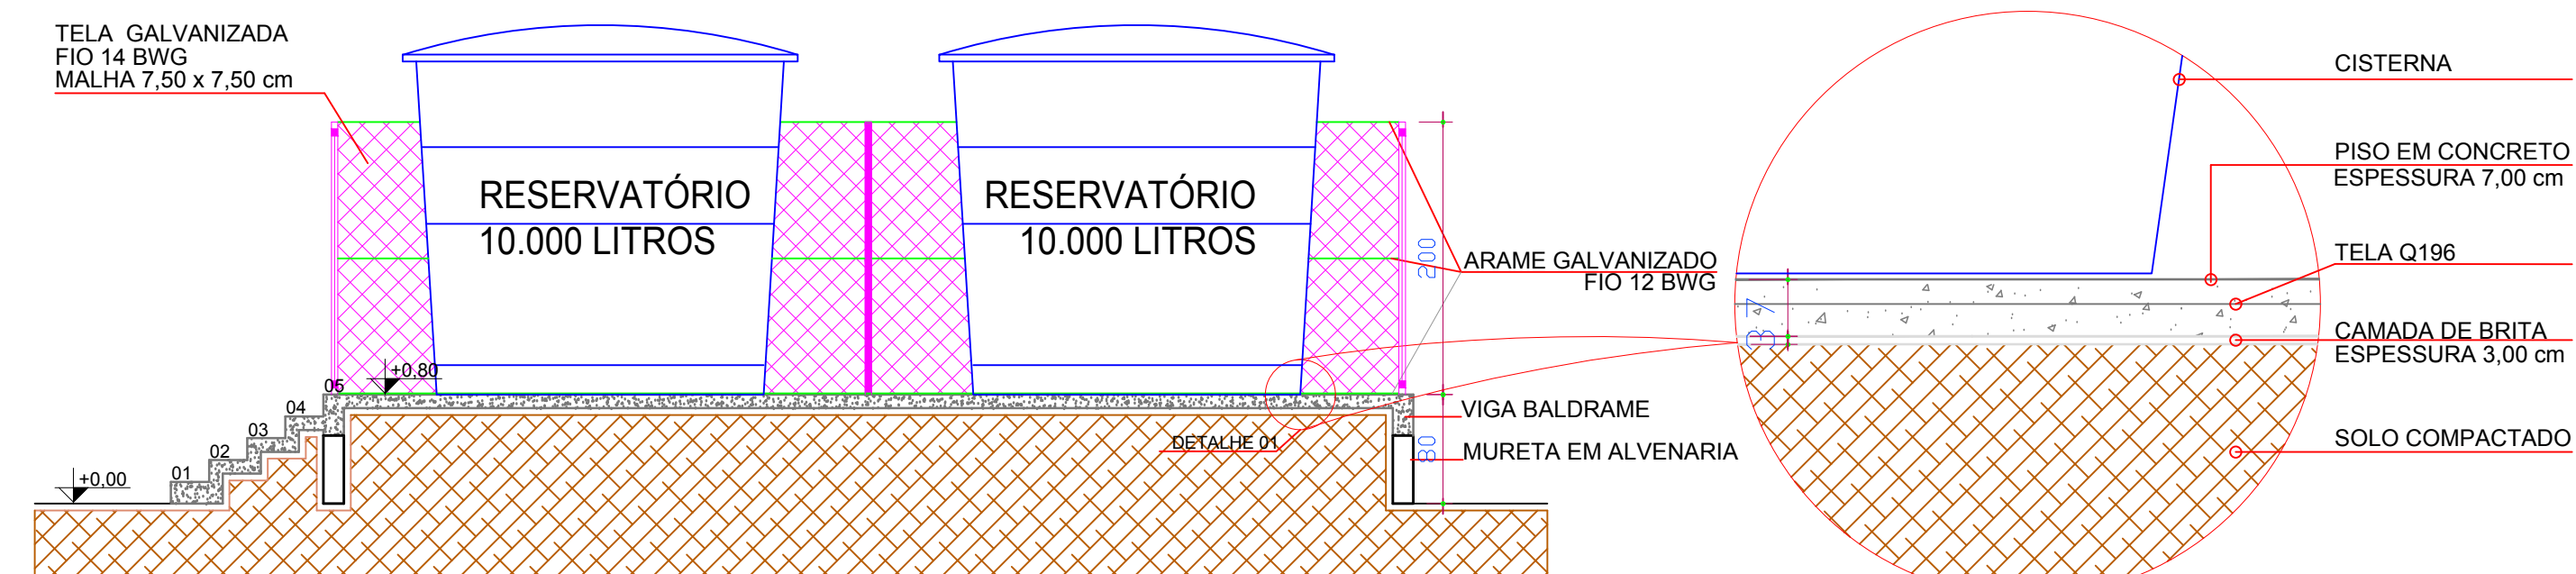 TELA GALVANIZADA
FIO 14 BWG
MALHA 7,50 x 7,50 cm
RESERVATÓRIO
10.000 LITROS
RESERVATÓRIO
10.000 LITROS
200
ARAME GALVANIZADO
FIO 12 BWG
+0,80
05
04
03
02
01
+0,00
VIGA BALDRAME
DETALHE 01
80
MURETA EM ALVENARIA
CISTERNA
PISO EM CONCRETO
ESPESSURA 7,00 cm
TELA Q196
7
3
CAMADA DE BRITA
ESPESSURA 3,00 cm
SOLO COMPACTADO